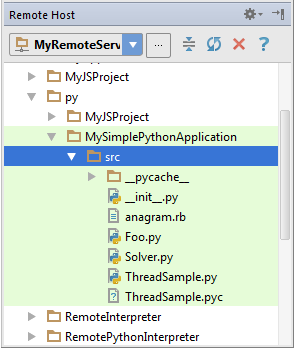 Remote Host
MyRemoteServ
...
MyJSProject
py
MyJSProject
MySimplePythonApplication
src
__pycache__
__init__.py
anagram.rb
Foo.py
Solver.py
ThreadSample.py
ThreadSample.pyc
RemoteInterpreter
RemotePythonInterpreter